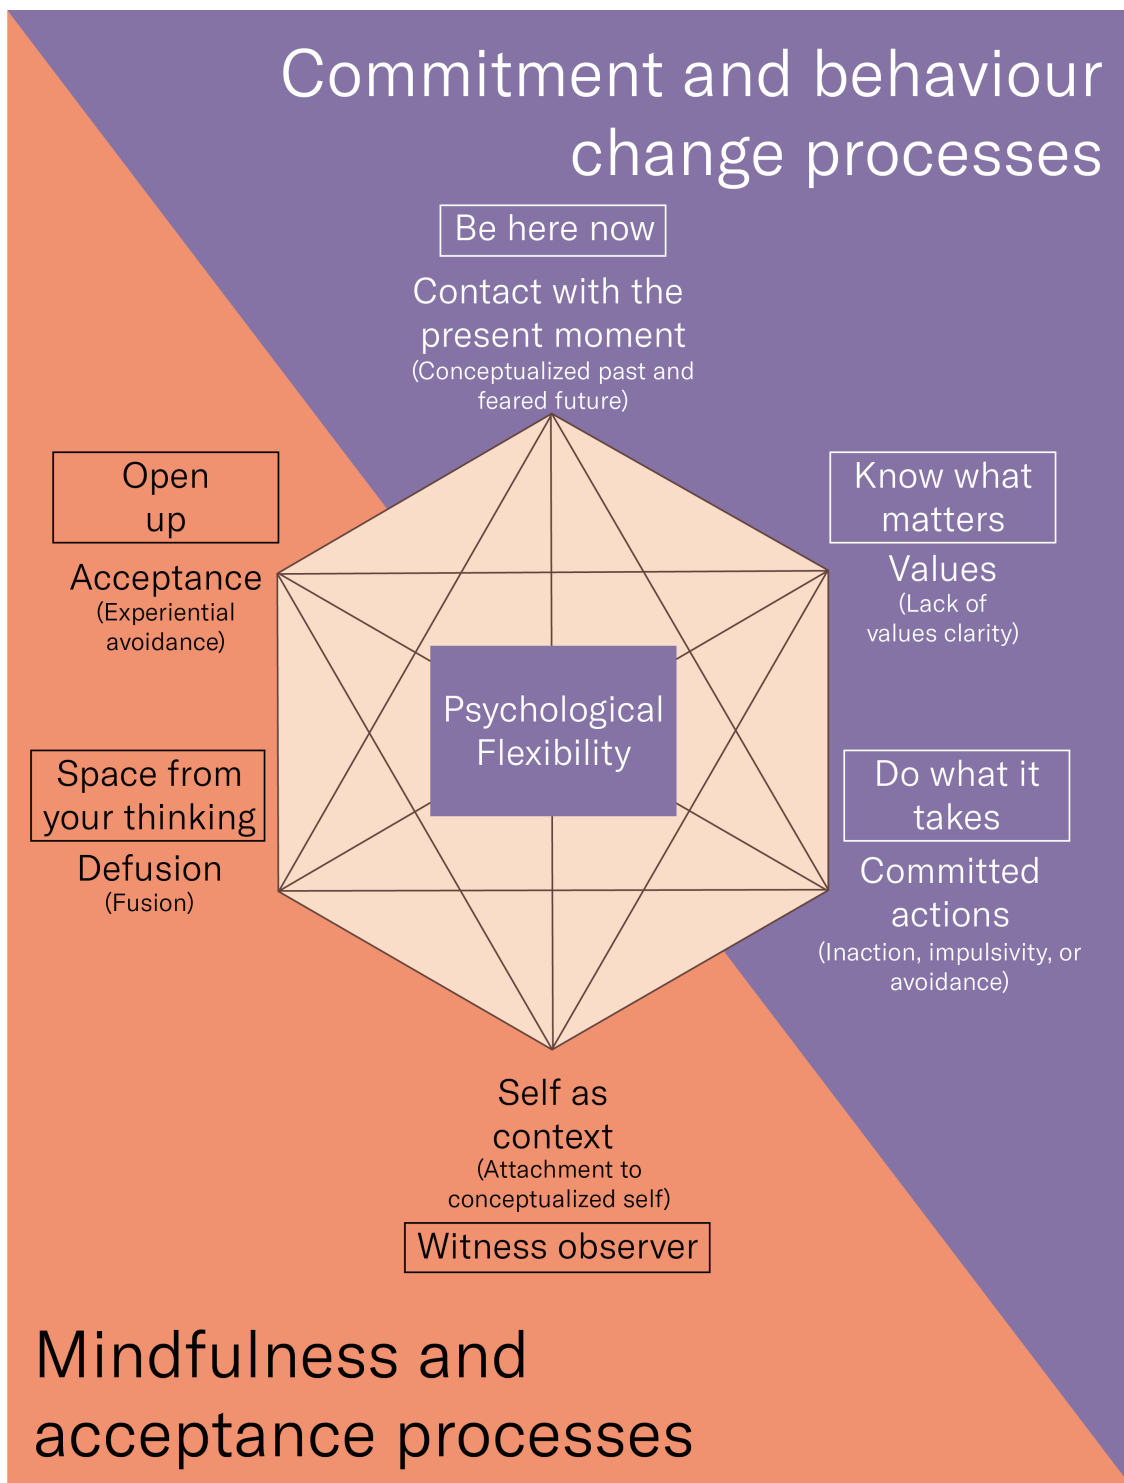 Commitment and behaviour
change processes
Be here now
Contact with the
present moment
(Conceptualized past and
feared future)
Open
up
Acceptance
(Experiential
avoidance)
Know what
matters
Values
(Lack of
values clarity)
Psychological
Flexibility
Space from
your thinking
Defusion
(Fusion)
Do what it
takes
Committed
actions
(Inaction, impulsivity, or
avoidance)
Self as
context
(Attachment to
conceptualized self)
Witness observer
Mindfulness and
acceptance processes